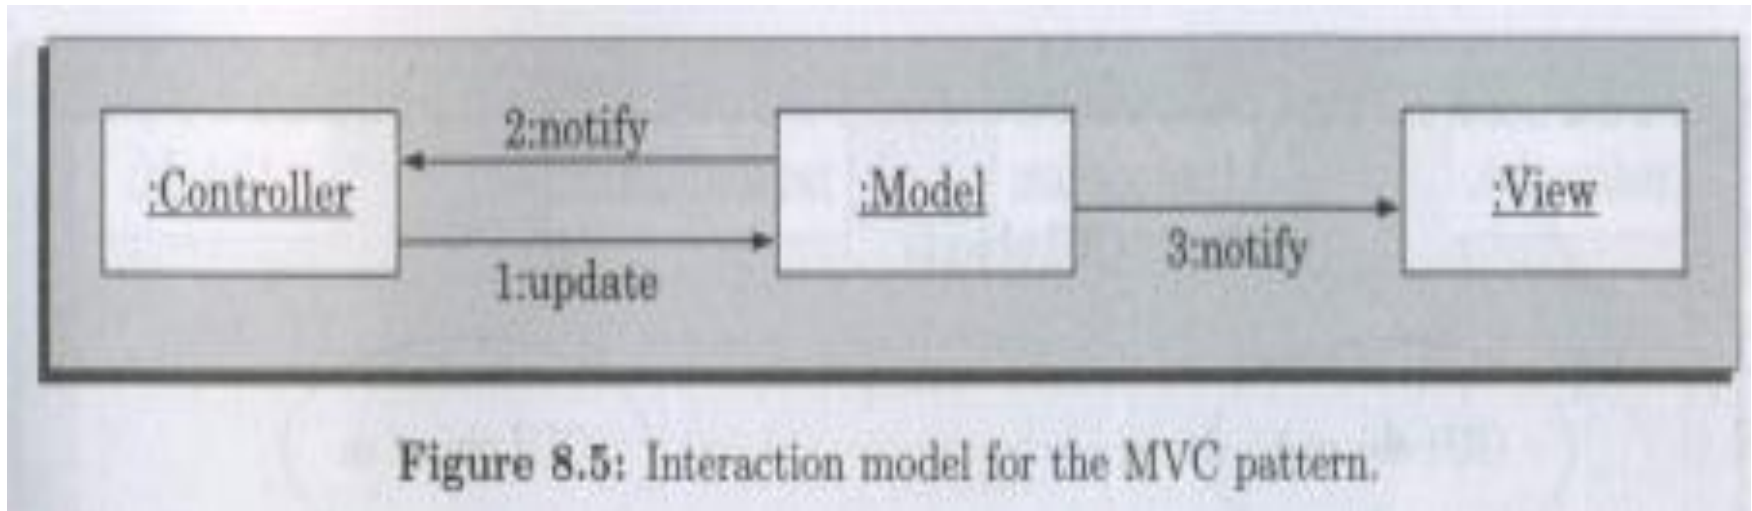 2:notify
:Controller
:Model
:View
3:notify
1:update
Figure 8.5: Interaction model for the MVC pattern.